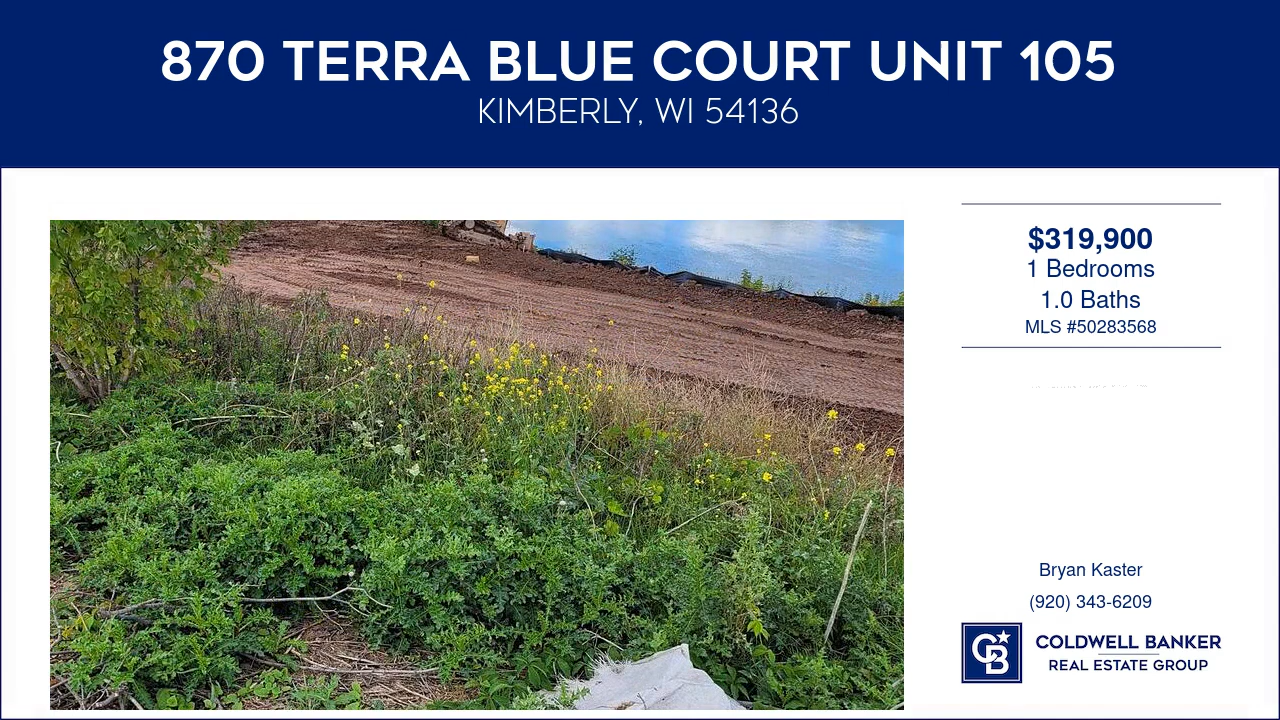 870 TERRA BLUE COURT UNIT 105
KIMBERLY, WI 54136
$319,900
1 Bedrooms
1.0 Baths
MLS #50283568
Bryan Kaster
(920) 343-6209
CB
COLDWELL BANKER
REAL ESTATE GROUP